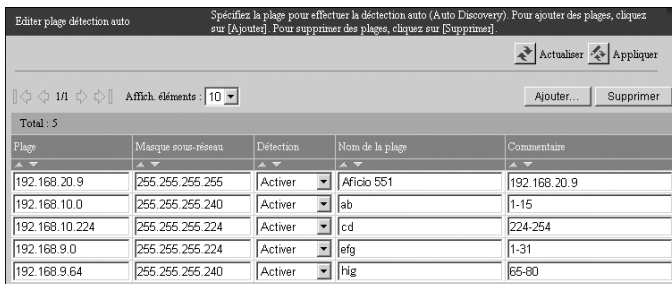 Editer plage détection auto
Spécifiez la plage pour effectuer la déctection auto (Auto Discovery). Pour ajouter des plages, cliquez
sur [Ajouter]. Pour supprimer des plages, cliquez sur [Supprimer].
Actualiser Appliquer
1/1 Affich. éléments : 10 Ajouter... Supprimer
Total : 5
Plage Masque sous-réseau Détection Nom de la plage Commentaire
192.168.20.9 255.255.255.255 Activer Aficio 551 192.168.20.9
192.168.10.0 255.255.255.240 Activer ab 1-15
192.168.10.224 255.255.255.224 Activer cd 224-254
192.168.9.0 255.255.255.224 Activer efg 1-31
192.168.9.64 255.255.255.240 Activer hig 65-80